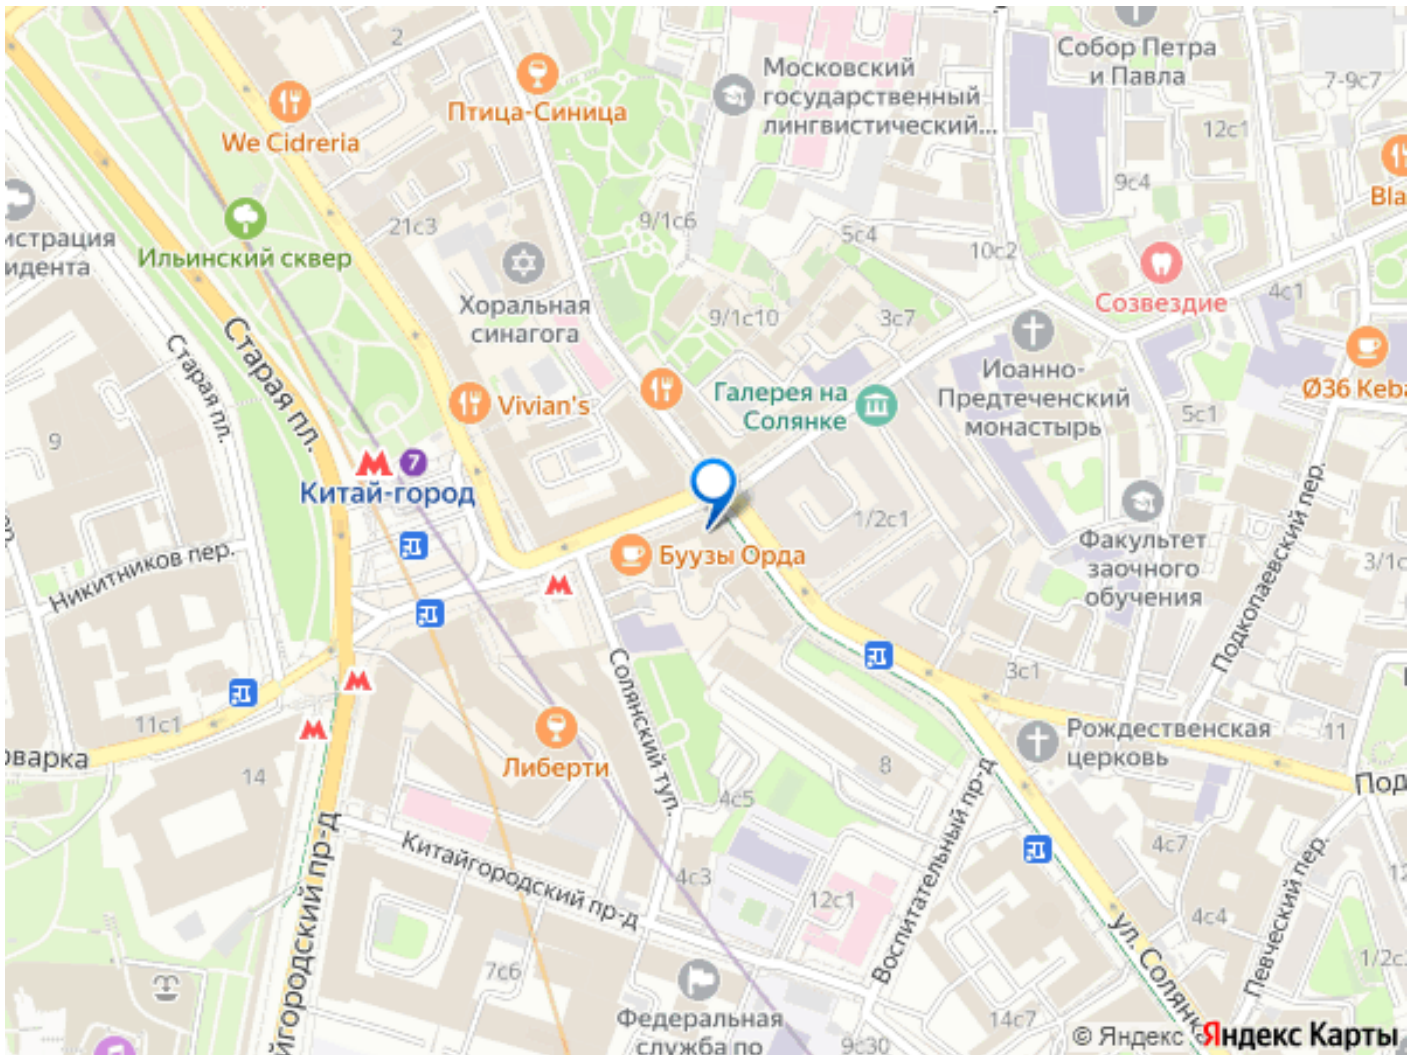 2
Собор Петра
и Павла
7-9с7
Московский
государственный
лингвистический...
Птица-Синица
12с1
We Cidreria
9с4
Bla
21с3
9/1с6
5с4
10с2
истрация
идента
Ильинский сквер
Хоральная
синагога
Созвездие
4с1
9/1с10
3с7
Старая пл.
Старая пл.
Иоанно-
Предтеченский
монастырь
Галерея на
Солянке
Ø36 Keba
Vivian's
5с1
9
7
Китай-город
1/2с1
Буузы Орда
Факультет
заочного
обучения
Подкопаевский пер.
3/1с
Никитников пер.
Солянский туп.
3с1
11с1
11
Рождественская
церковь
оварка
14
Либерти
8
Под
4с5
Воспитательный пр-д
Китайгородский пр-д
йгородский пр-д
4с7
Певческий пер.
4с3
12с1
12
4с4
ул. Солянка
1/2с
7с6
Федеральная
служба по
14с7
9с30
© Яндекс
Яндекс Карты